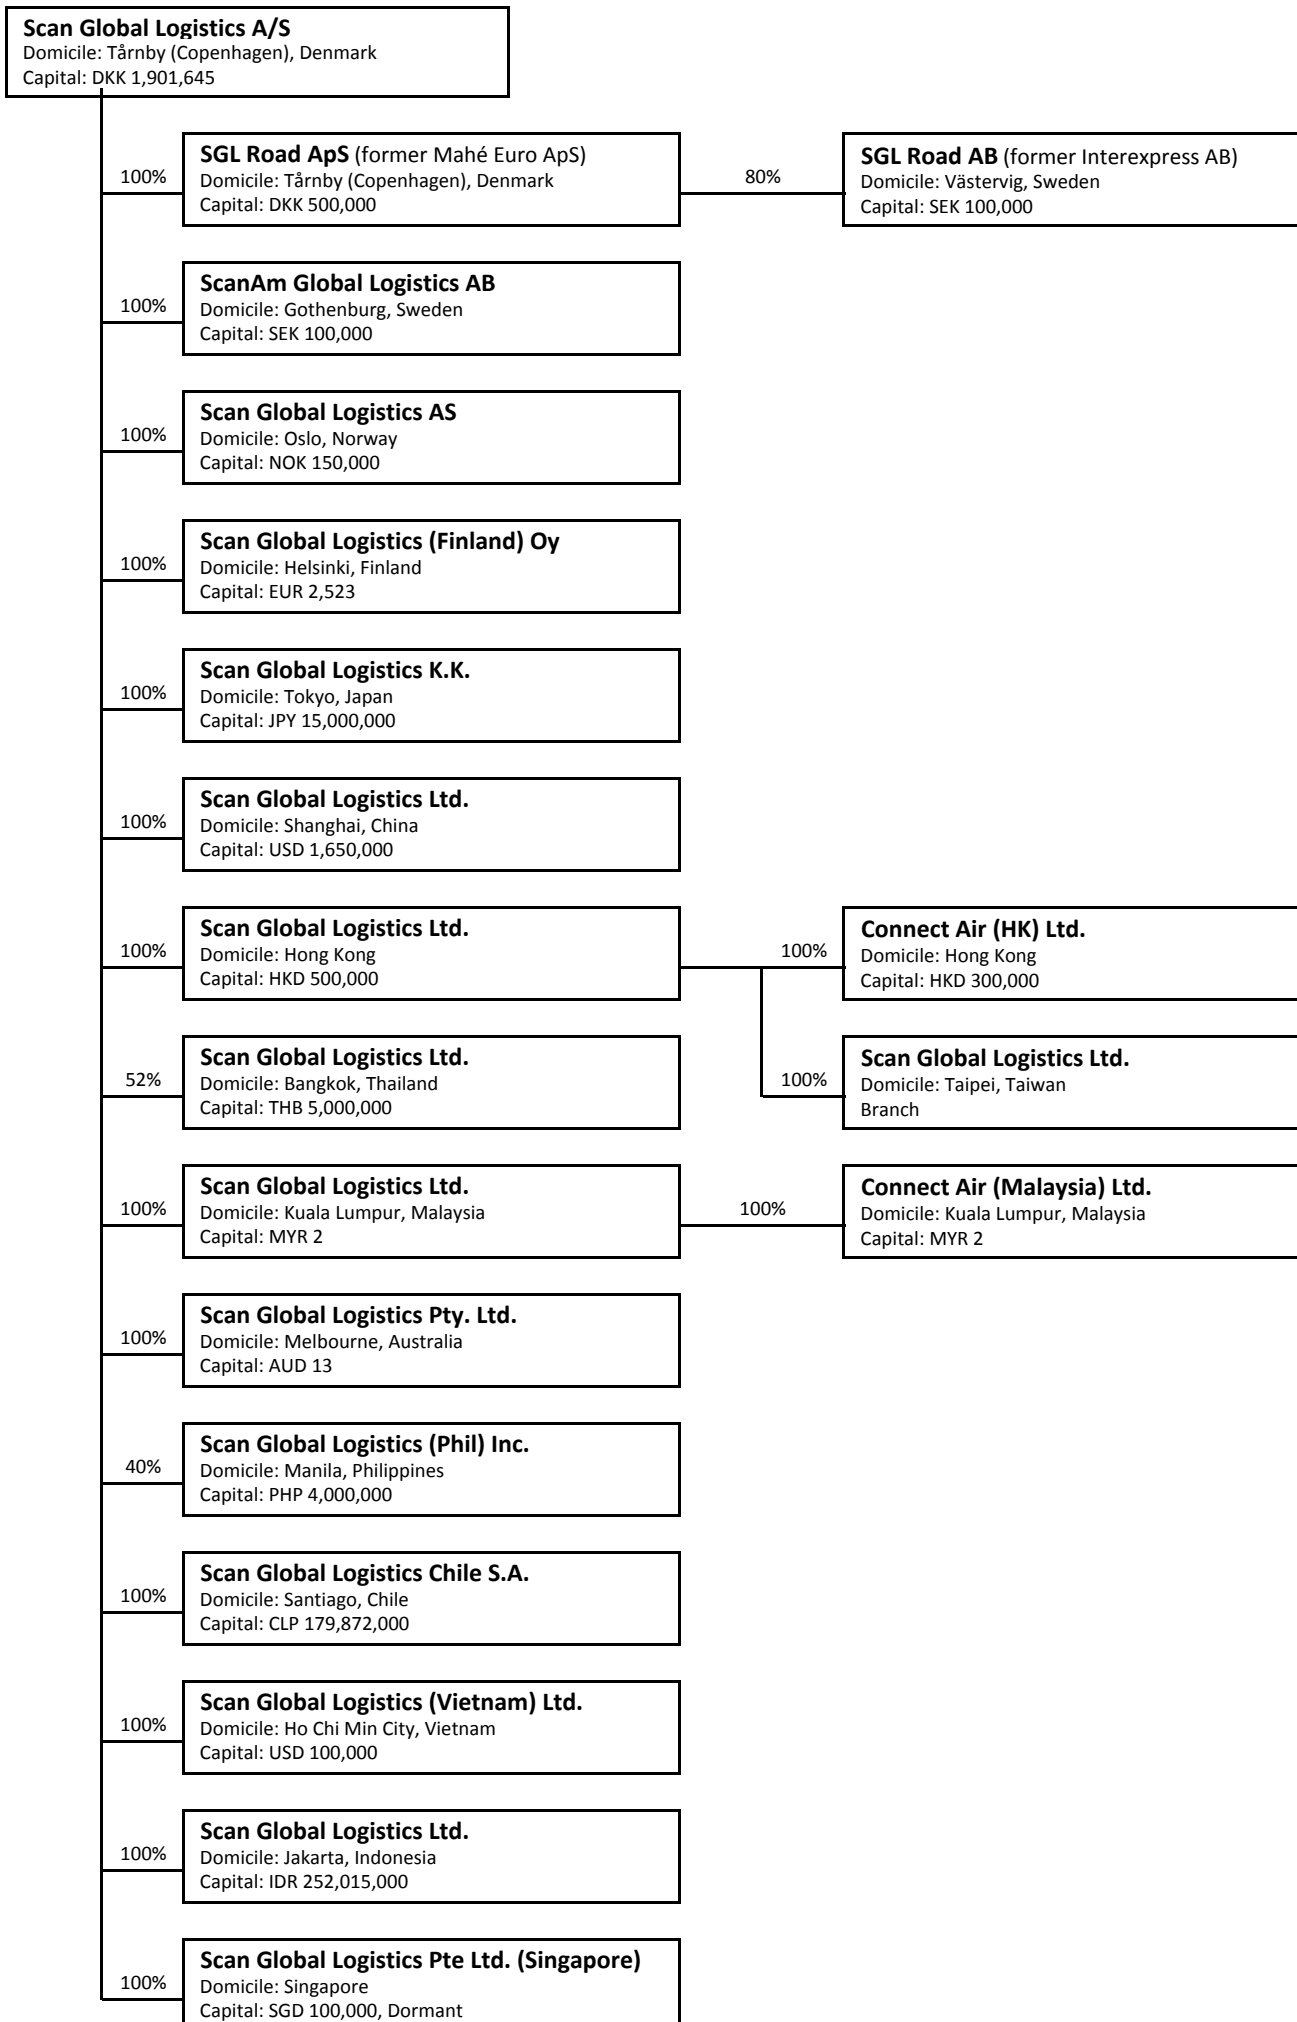 Scan Global Logistics A/S
Domicile: Tårnby (Copenhagen), Denmark
Capital: DKK 1,901,645
100%
SGL Road ApS (former Mahé Euro ApS)
Domicile: Tårnby (Copenhagen), Denmark
Capital: DKK 500,000
80%
SGL Road AB (former Interexpress AB)
Domicile: Västervig, Sweden
Capital: SEK 100,000
100%
ScanAm Global Logistics AB
Domicile: Gothenburg, Sweden
Capital: SEK 100,000
100%
Scan Global Logistics AS
Domicile: Oslo, Norway
Capital: NOK 150,000
100%
Scan Global Logistics (Finland) Oy
Domicile: Helsinki, Finland
Capital: EUR 2,523
100%
Scan Global Logistics K.K.
Domicile: Tokyo, Japan
Capital: JPY 15,000,000
100%
Scan Global Logistics Ltd.
Domicile: Shanghai, China
Capital: USD 1,650,000
100%
Scan Global Logistics Ltd.
Domicile: Hong Kong
Capital: HKD 500,000
100%
Connect Air (HK) Ltd.
Domicile: Hong Kong
Capital: HKD 300,000
52%
Scan Global Logistics Ltd.
Domicile: Bangkok, Thailand
Capital: THB 5,000,000
100%
Scan Global Logistics Ltd.
Domicile: Taipei, Taiwan
Branch
100%
Scan Global Logistics Ltd.
Domicile: Kuala Lumpur, Malaysia
Capital: MYR 2
100%
Connect Air (Malaysia) Ltd.
Domicile: Kuala Lumpur, Malaysia
Capital: MYR 2
100%
Scan Global Logistics Pty. Ltd.
Domicile: Melbourne, Australia
Capital: AUD 13
40%
Scan Global Logistics (Phil) Inc.
Domicile: Manila, Philippines
Capital: PHP 4,000,000
100%
Scan Global Logistics Chile S.A.
Domicile: Santiago, Chile
Capital: CLP 179,872,000
100%
Scan Global Logistics (Vietnam) Ltd.
Domicile: Ho Chi Min City, Vietnam
Capital: USD 100,000
100%
Scan Global Logistics Ltd.
Domicile: Jakarta, Indonesia
Capital: IDR 252,015,000
100%
Scan Global Logistics Pte Ltd. (Singapore)
Domicile: Singapore
Capital: SGD 100,000, Dormant